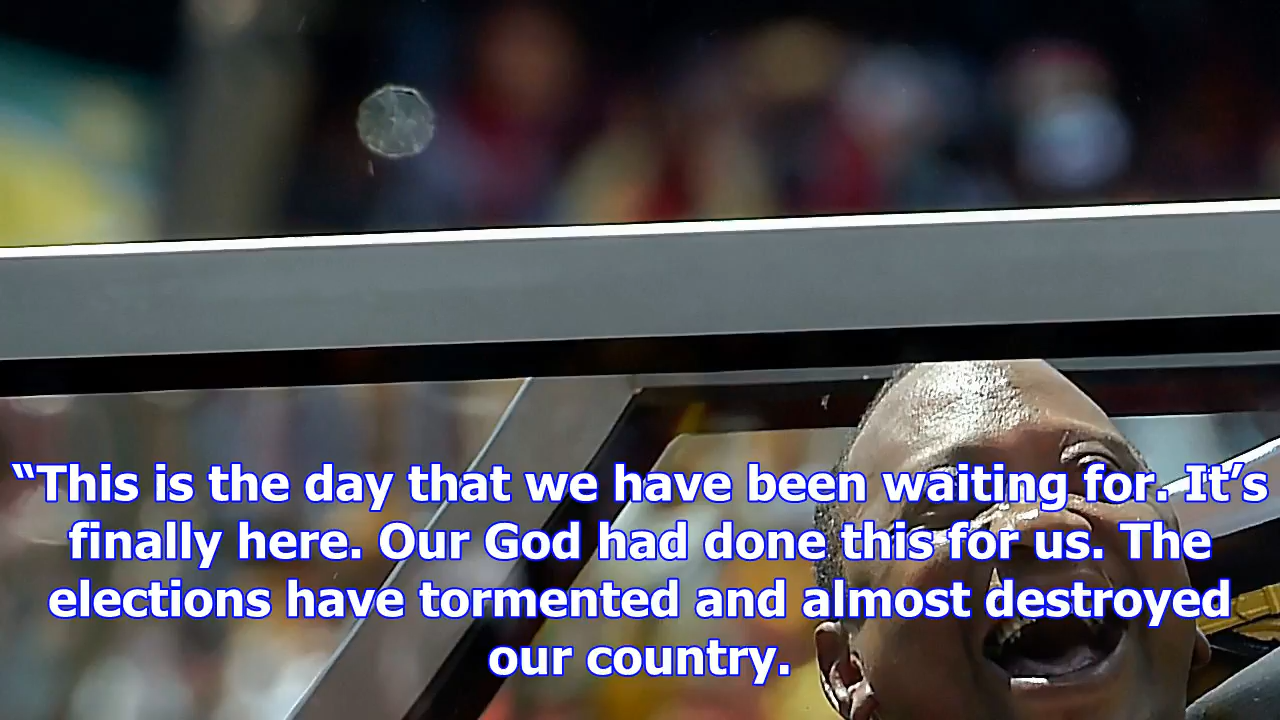 “This is the day that we have been waiting for. It’s
finally here. Our God had done this for us. The
elections have tormented and almost destroyed
our country.